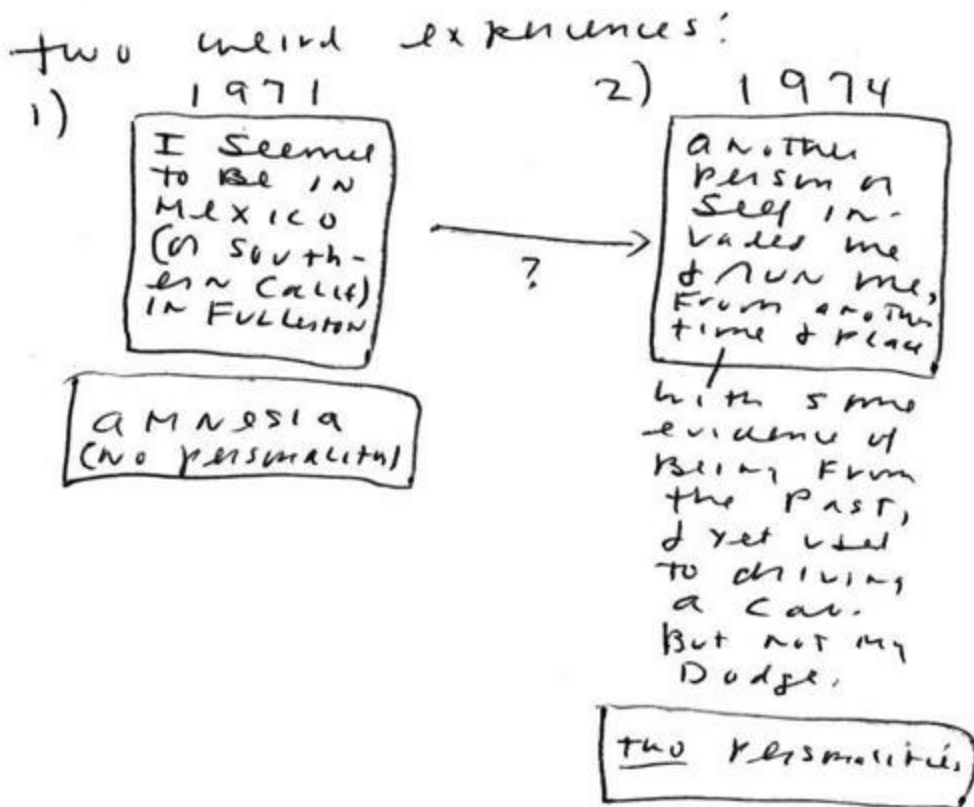 two weird experiences:
1) 1971
I seemed
to be in
Mexico
(or south-
ern Calif)
in Fullerton
AMNESIA
(no personality)
?
2) 1974
another
person or
self in-
vades me
& run me,
from another
time & place
with some
evidence of
being from
the past,
& yet used
to driving
a car.
But not my
Dodge.
two personalities